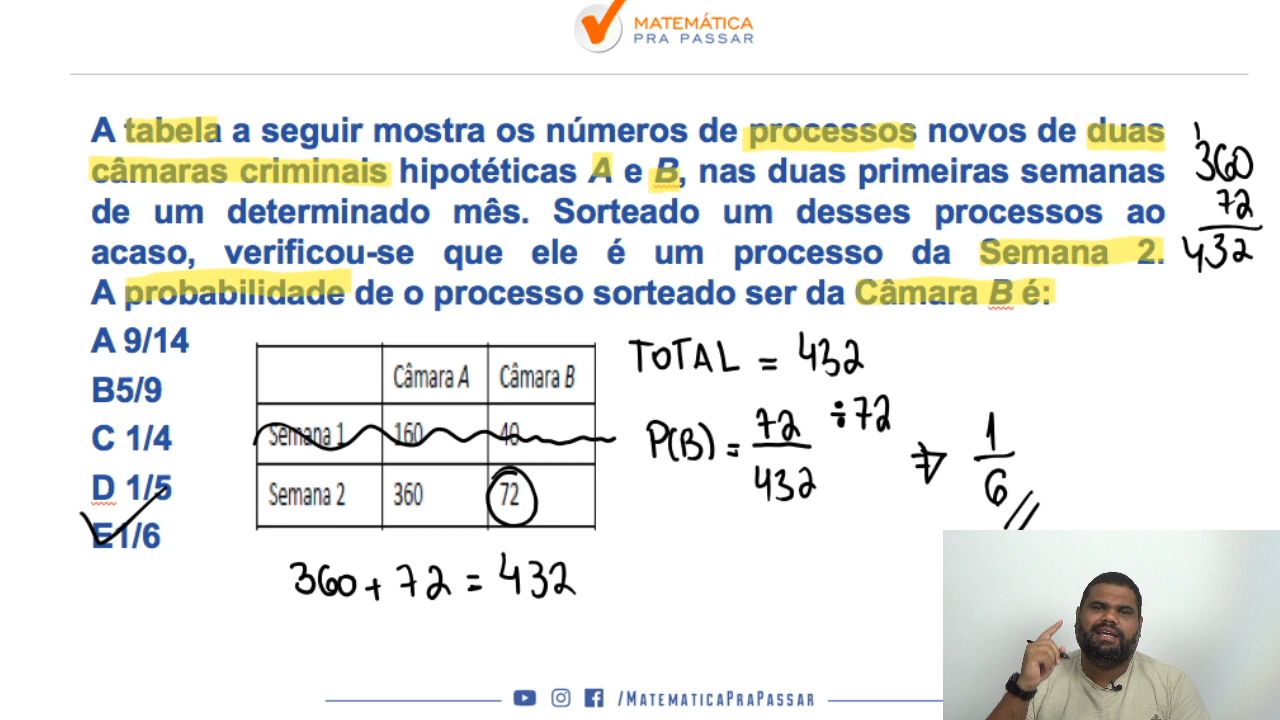 MATEMÁTICA
PRA PASSAR
A tabela a seguir mostra os números de processos novos de duas
câmaras criminais hipotéticas A e B, nas duas primeiras semanas
de um determinado mês. Sorteado um desses processos ao
acaso, verificou-se que ele é um processo da Semana 2.
A probabilidade de o processo sorteado ser da Câmara B é:
1
360
72
432
A 9/14
B5/9
C 1/4
D 1/5
E1/6
Câmara A Câmara B
Semana 1 160 40
Semana 2 360 72
360 + 72 = 432
TOTAL = 432
P(B) = 72 ÷72
432
1
6
/MATEMATICAPRAPASSAR